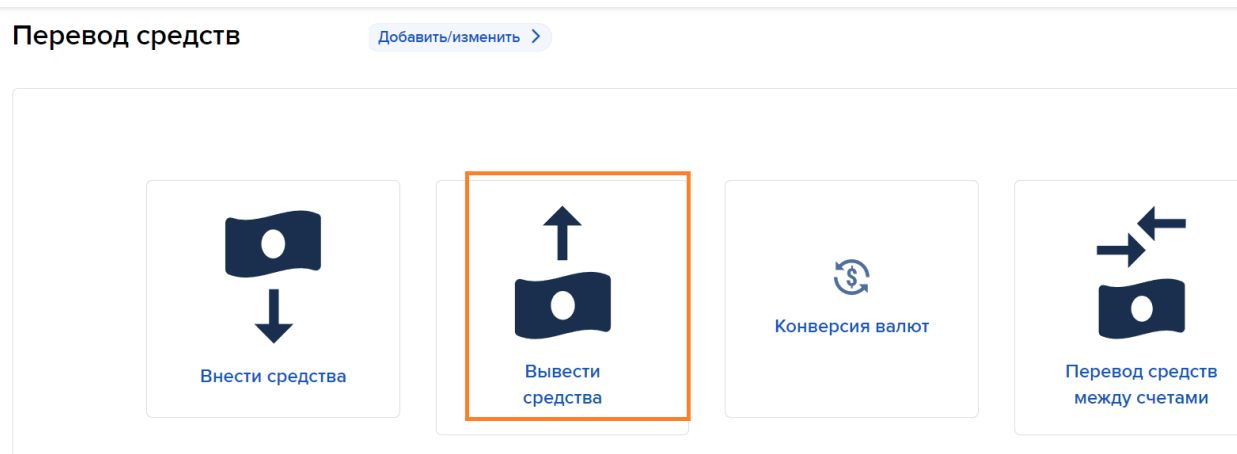 Перевод средств
Добавить/изменить
Внести средства
Вывести
средства
Конверсия валют
Перевод средств
между счетами